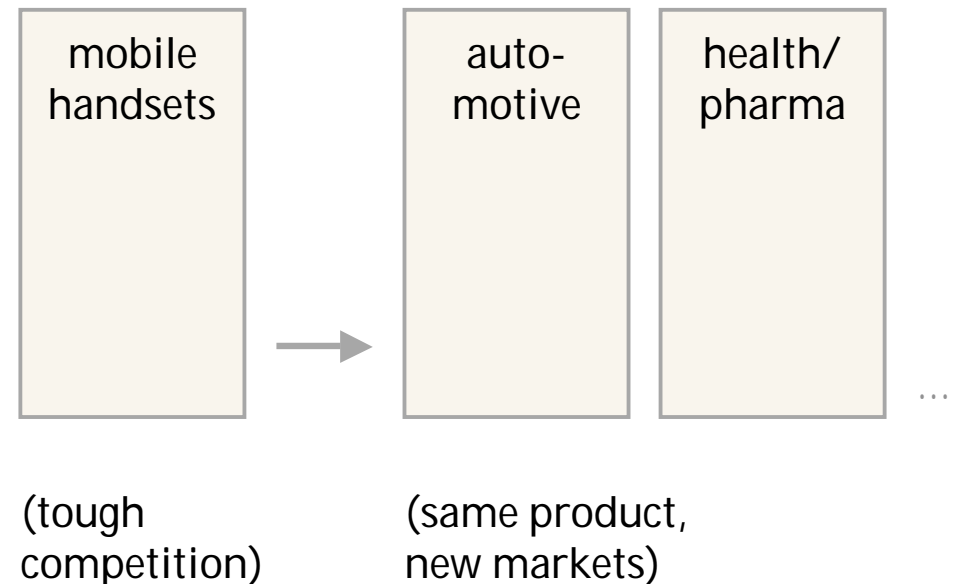 mobile
handsets
auto-
motive
health/
pharma
...
(tough
competition)
(same product,
new markets)